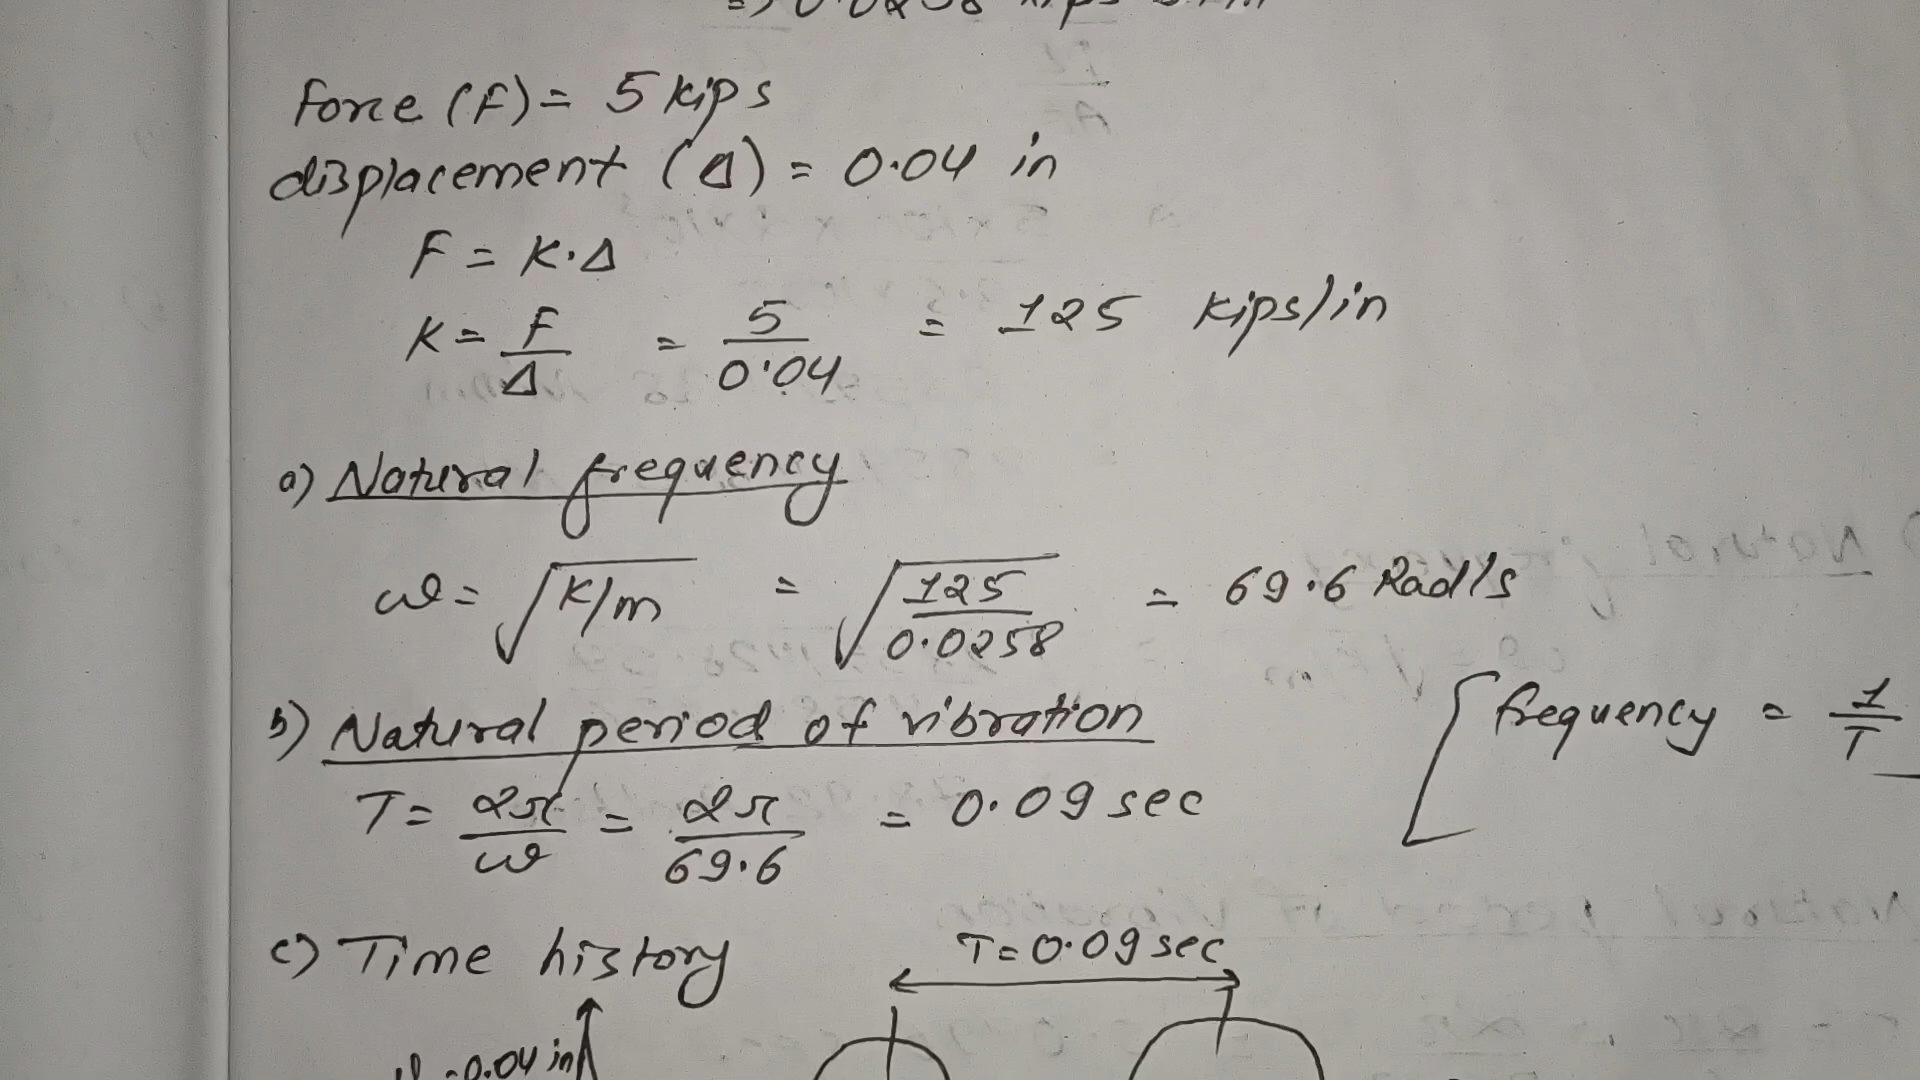 Force (F) = 5 kips
displacement (Δ) = 0.04 in
F = K.Δ
K = F/Δ = 5/0.04 = 125 kips/in
a) Natural frequency
ω = √K/m = √125/0.0258 = 69.6 Rad/s
b) Natural period of vibration
[frequency = 1/T
T = 2π/ω = 2π/69.6 = 0.09 sec
c) Time history
T = 0.09 sec
0.04 in